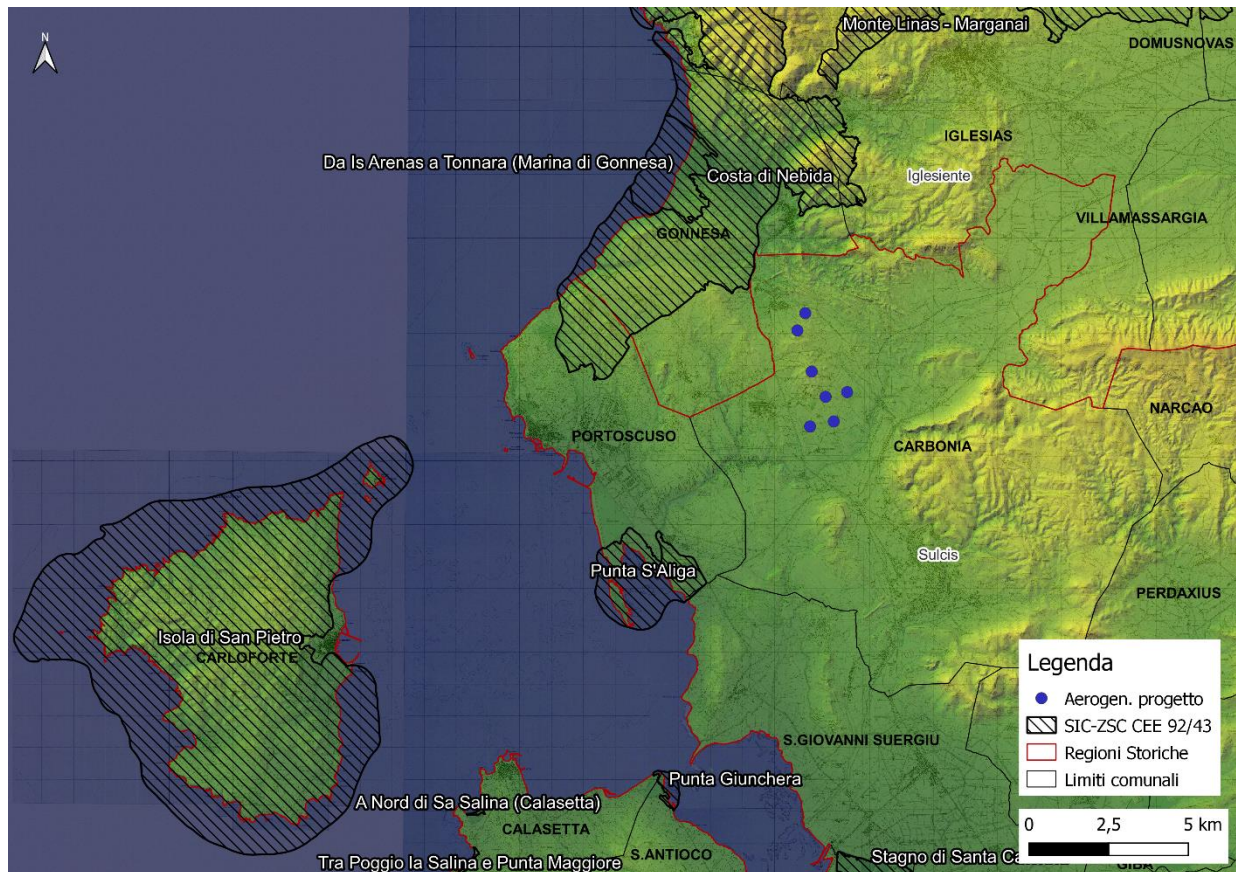 N
Monte Linas - Marganai
DOMUSNOVAS
IGLESIAS
Da Is Arenas a Tonnara (Marina di Gonnesa)
Costa di Nebida
Iglesiente
VILLAMASSARGIA
GONNESA
NARCAO
PORTOSCUSO
CARBONIA
Sulcis
Punta S'Aliga
PERDAXIUS
Isola di San Pietro
CARLOFORTE
Legenda
Aerogen. progetto
SIC-ZSC CEE 92/43
Regioni Storiche
Limiti comunali
S.GIOVANNI SUERGIU
Punta Giunchera
A Nord di Sa Salina (Calasetta)
CALASETTA
0 2,5 5 km
Tra Poggio la Salina e Punta Maggiore
S.ANTIOCO
Stagno di Santa
GIBA